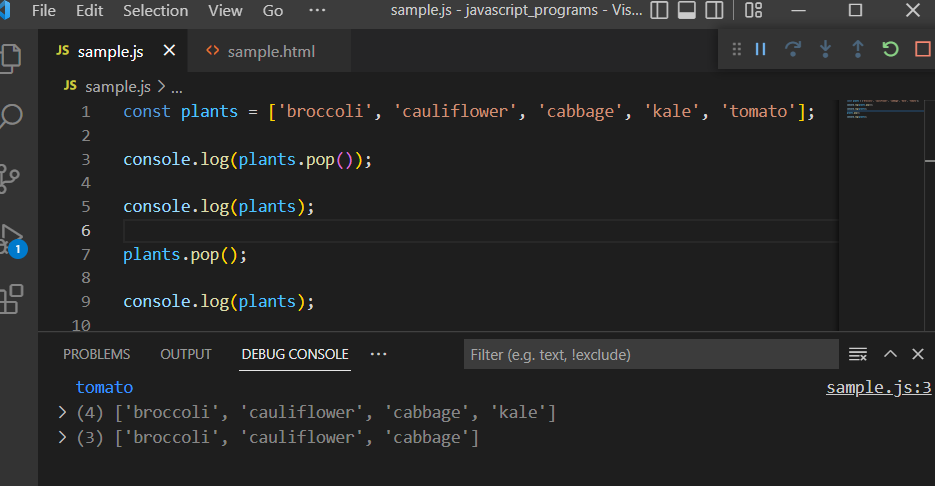 File Edit Selection View Go ··· sample.js - javascript_programs - Vis...
JS sample.js × <> sample.html
JS sample.js > ...
1 const plants = ['broccoli', 'cauliflower', 'cabbage', 'kale', 'tomato'];
2
3 console.log(plants.pop());
4
5 console.log(plants);
6
7 plants.pop();
8
9 console.log(plants);
10
1
PROBLEMS OUTPUT DEBUG CONSOLE ··· Filter (e.g. text, !exclude)
tomato sample.js:3
> (4) ['broccoli', 'cauliflower', 'cabbage', 'kale']
> (3) ['broccoli', 'cauliflower', 'cabbage']